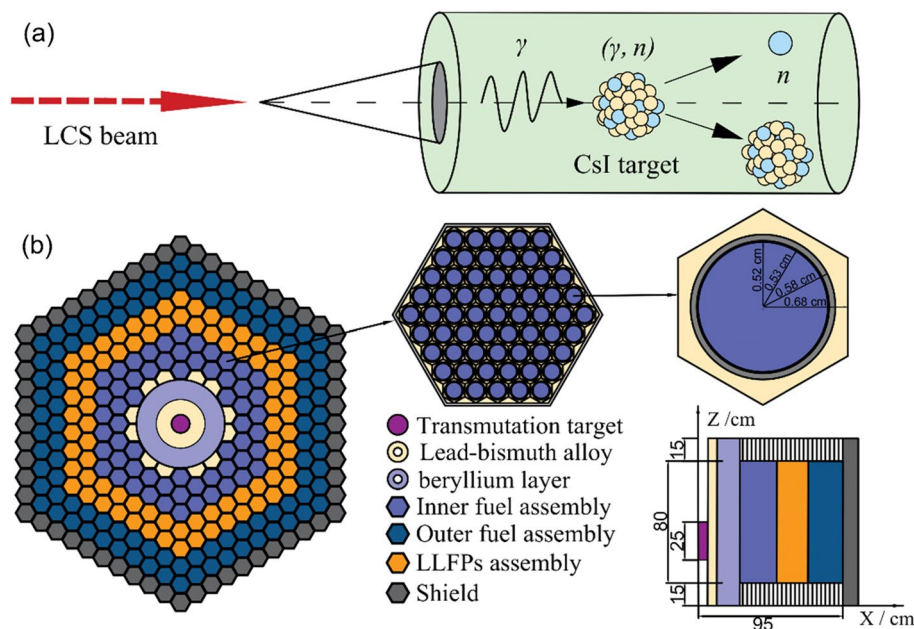 (a)
γ
(γ, n)
n
LCS beam
CsI target
(b)
0.52 cm
0.53 cm
0.58 cm
0.68 cm
Transmutation target
Lead-bismuth alloy
beryllium layer
Inner fuel assembly
Outer fuel assembly
LLFPs assembly
Shield
Z /cm
15
80
25
15
95
X / cm